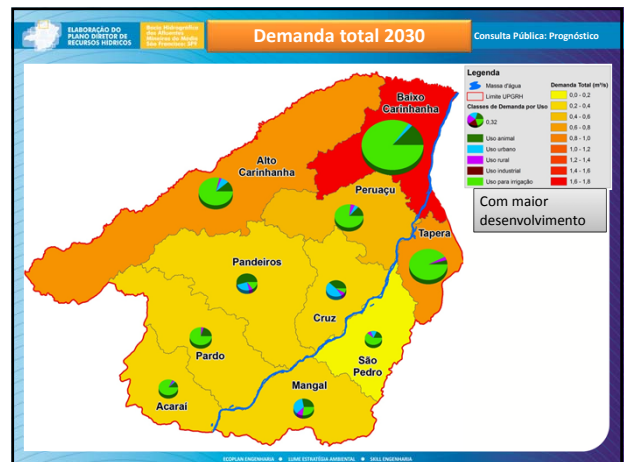 ELABORAÇÃO DO
PLANO DIRETOR DE
RECURSOS HÍDRICOS
Bacia Hidrográfica
dos Afluentes
Mineiros do Médio
São Francisco: SF9
Demanda total 2030
Consulta Pública: Prognóstico
Legenda
Massa d'água
Limite UPGRH
Classes de Demanda por Uso
0,32
Uso animal
Uso urbano
Uso rural
Uso industrial
Uso para irrigação
Demanda Total (m³/s)
0,0 - 0,2
0,2 - 0,4
0,4 - 0,6
0,6 - 0,8
0,8 - 1,0
1,0 - 1,2
1,2 - 1,4
1,4 - 1,6
1,6 - 1,8
Com maior
desenvolvimento
Baixo
Carinhanha
Alto
Carinhanha
Peruaçu
Tapera
Pandeiros
Cruz
Pardo
São
Pedro
Mangal
Acaraí
ECOPLAN ENGENHARIA LUME ESTRATÉGIA AMBIENTAL SKILL ENGENHARIA